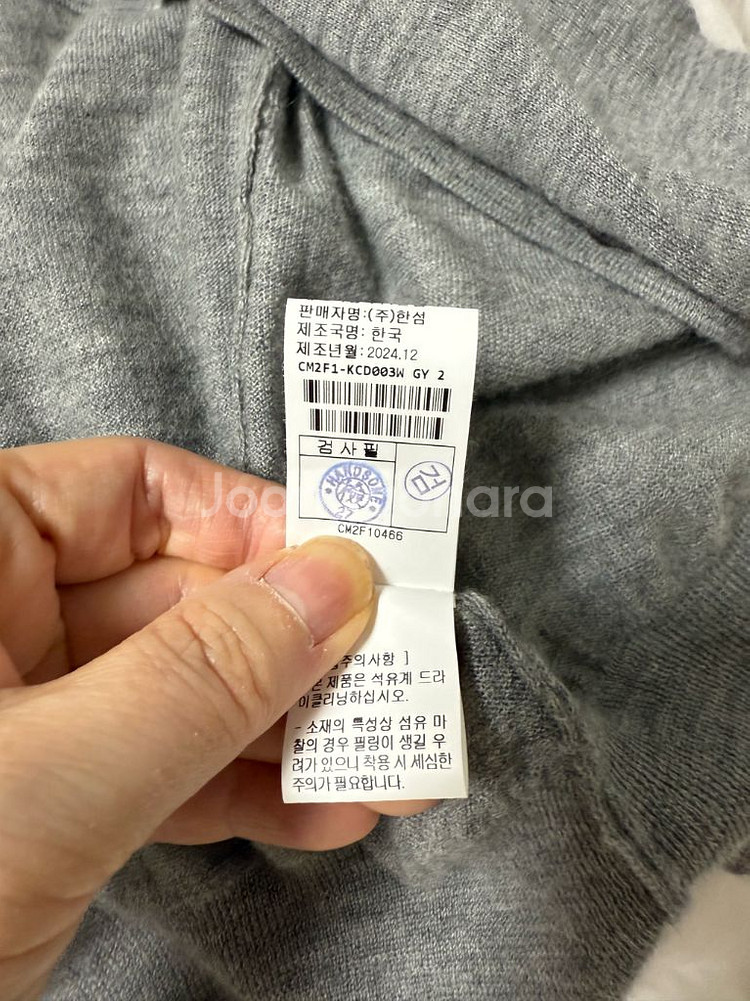 판매자명:(주)한섬
제조국명: 한국
제조년월: 2024.12
CM2F1-KCD003W GY 2
검 사 필
HANDSOME
27
검
CM2F10466
주의사항 ]
제품은 석유계 드라
이클리닝하십시오.
- 소재의 특성상 섬유 마
찰의 경우 필링이 생길 우
려가 있으니 착용 시 세심한
주의가 필요합니다.